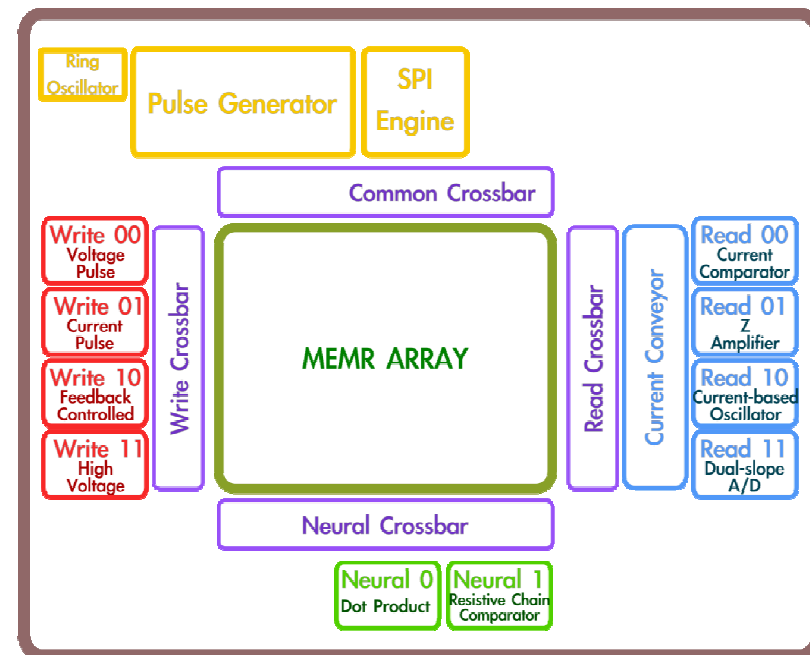 Ring
Oscillator
Pulse Generator
SPI
Engine
Common Crossbar
Write 00
Voltage
Pulse
Write 01
Current
Pulse
Write 10
Feedback
Controlled
Write 11
High
Voltage
Write Crossbar
MEMR ARRAY
Read Crossbar
Current Conveyor
Read 00
Current
Comparator
Read 01
Z
Amplifier
Read 10
Current-based
Oscillator
Read 11
Dual-slope
A/D
Neural Crossbar
Neural 0
Dot Product
Neural 1
Resistive Chain
Comparator